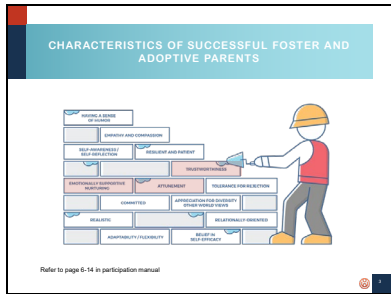 CHARACTERISTICS OF SUCCESSFUL FOSTER AND
ADOPTIVE PARENTS
HAVING A SENSE
OF HUMOR
EMPATHY AND COMPASSION
SELF-AWARENESS /
SELF-REFLECTION
RESILIENT AND PATIENT
TRUSTWORTHINESS
EMOTIONALLY SUPPORTIVE
NURTURING
ATTUNEMENT
TOLERANCE FOR REJECTION
COMMITTED
APPRECIATION FOR DIVERSITY
OTHER WORLD VIEWS
REALISTIC
RELATIONALLY-ORIENTED
ADAPTABILITY / FLEXIBILITY
BELIEF IN
SELF-EFFICACY
Refer to page 6-14 in participation manual